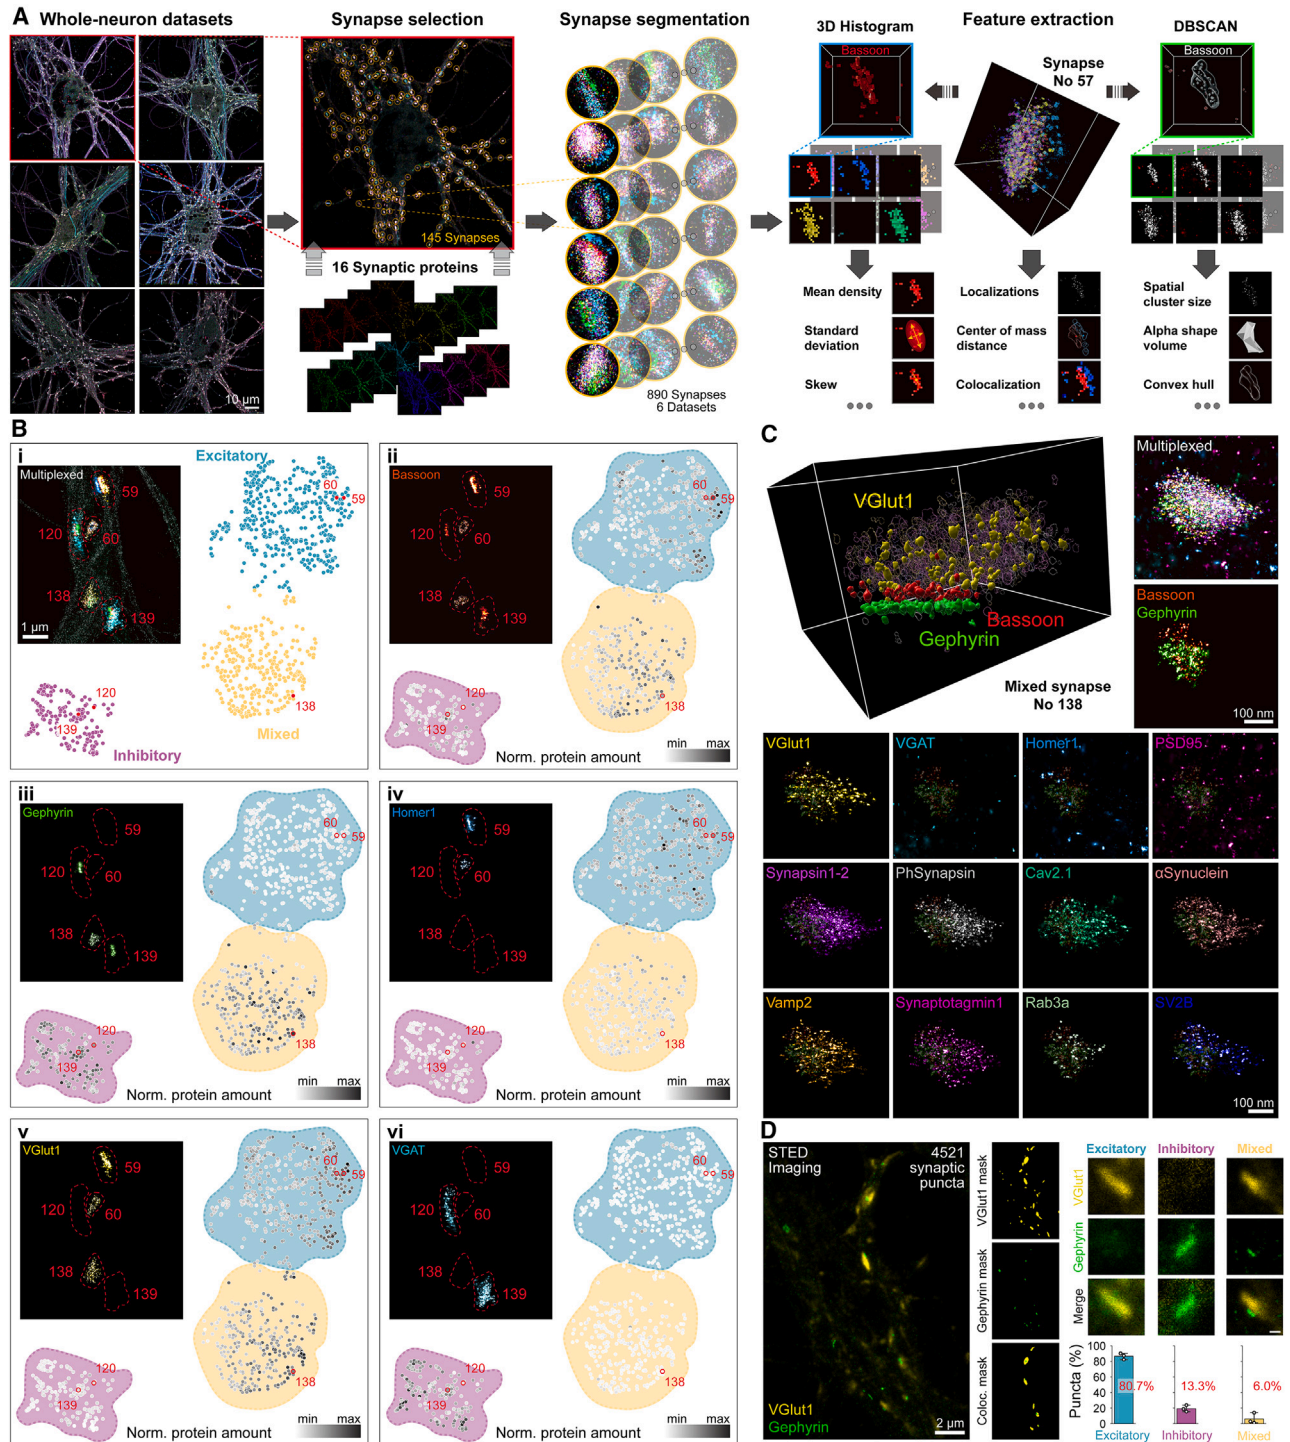 A
Whole-neuron datasets
Synapse selection
Synapse segmentation
3D Histogram
Feature extraction
DBSCAN
Bassoon
Synapse
No 57
Bassoon
145 Synapses
16 Synaptic proteins
10 µm
890 Synapses
6 Datasets
Mean density
Standard
deviation
Skew
Localizations
Center of mass
distance
Colocalization
Spatial
cluster size
Alpha shape
volume
Convex hull
B
i
Multiplexed
59
120
60
138
139
1 µm
Excitatory
60
59
138
Mixed
120
139
Inhibitory
ii
Bassoon
59
120
60
138
139
60
59
138
120
139
min max
Norm. protein amount
iii
Gephyrin
59
120
60
138
139
60
59
138
120
139
min max
Norm. protein amount
iv
Homer1
59
120
60
138
139
60
59
138
120
139
min max
Norm. protein amount
v
VGlut1
59
120
60
138
139
60
59
138
120
139
min max
Norm. protein amount
vi
VGAT
59
120
60
138
139
60
59
138
120
139
min max
Norm. protein amount
C
VGlut1
Bassoon
Gephyrin
Mixed synapse
No 138
Multiplexed
Bassoon
Gephyrin
100 nm
VGlut1
VGAT
Homer1
PSD95
Synapsin1-2
PhSynapsin
Cav2.1
αSynuclein
Vamp2
Synaptotagmin1
Rab3a
SV2B
100 nm
D
STED
Imaging
4521
synaptic
puncta
VGlut1
Gephyrin
2 µm
VGlut1 mask
Gephyrin mask
Coloc. mask
Excitatory
Inhibitory
Mixed
VGlut1
Gephyrin
Merge
Puncta (%)
100
80
60
40
20
0
80.7%
13.3%
6.0%
Excitatory
Inhibitory
Mixed